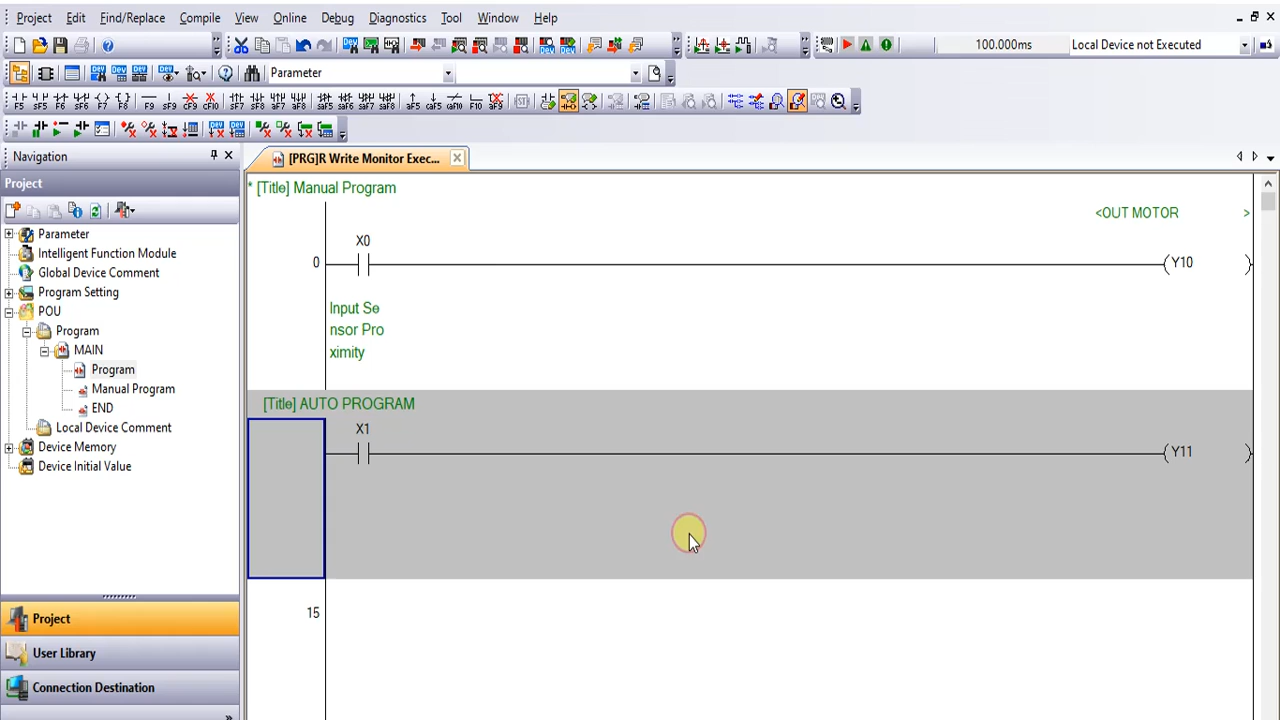 Project Edit Find/Replace Compile View Online Debug Diagnostics Tool Window Help
100.000ms Local Device not Executed
Parameter
Navigation
[PRG]R Write Monitor Exec...
Project
Parameter
Intelligent Function Module
Global Device Comment
Program Setting
POU
Program
MAIN
Program
Manual Program
END
Local Device Comment
Device Memory
Device Initial Value
Project
User Library
Connection Destination
* [Title] Manual Program
<OUT MOTOR >
X0
0
Y10
Input Se
nsor Pro
ximity
[Title] AUTO PROGRAM
X1
Y11
15